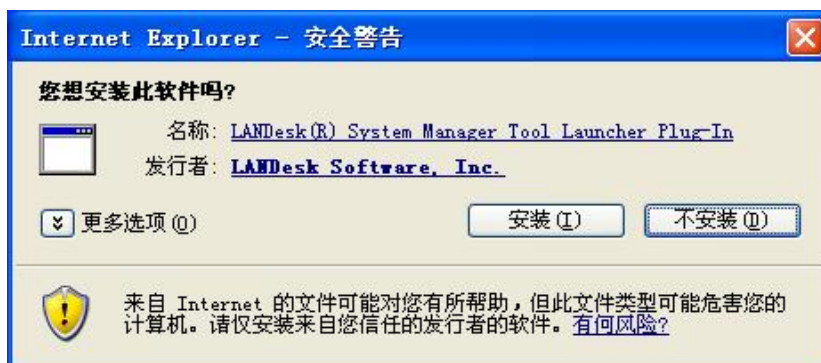 Internet Explorer - 安全警告
您想安装此软件吗?
名称: LANDesk(R) System Manager Tool Launcher Plug-In
发行者: LANDesk Software, Inc.
更多选项(O) 安装(I) 不安装(D)
来自 Internet 的文件可能对您有所帮助，但此文件类型可能危害您的
计算机。请仅安装来自您信任的发行者的软件。有何风险?